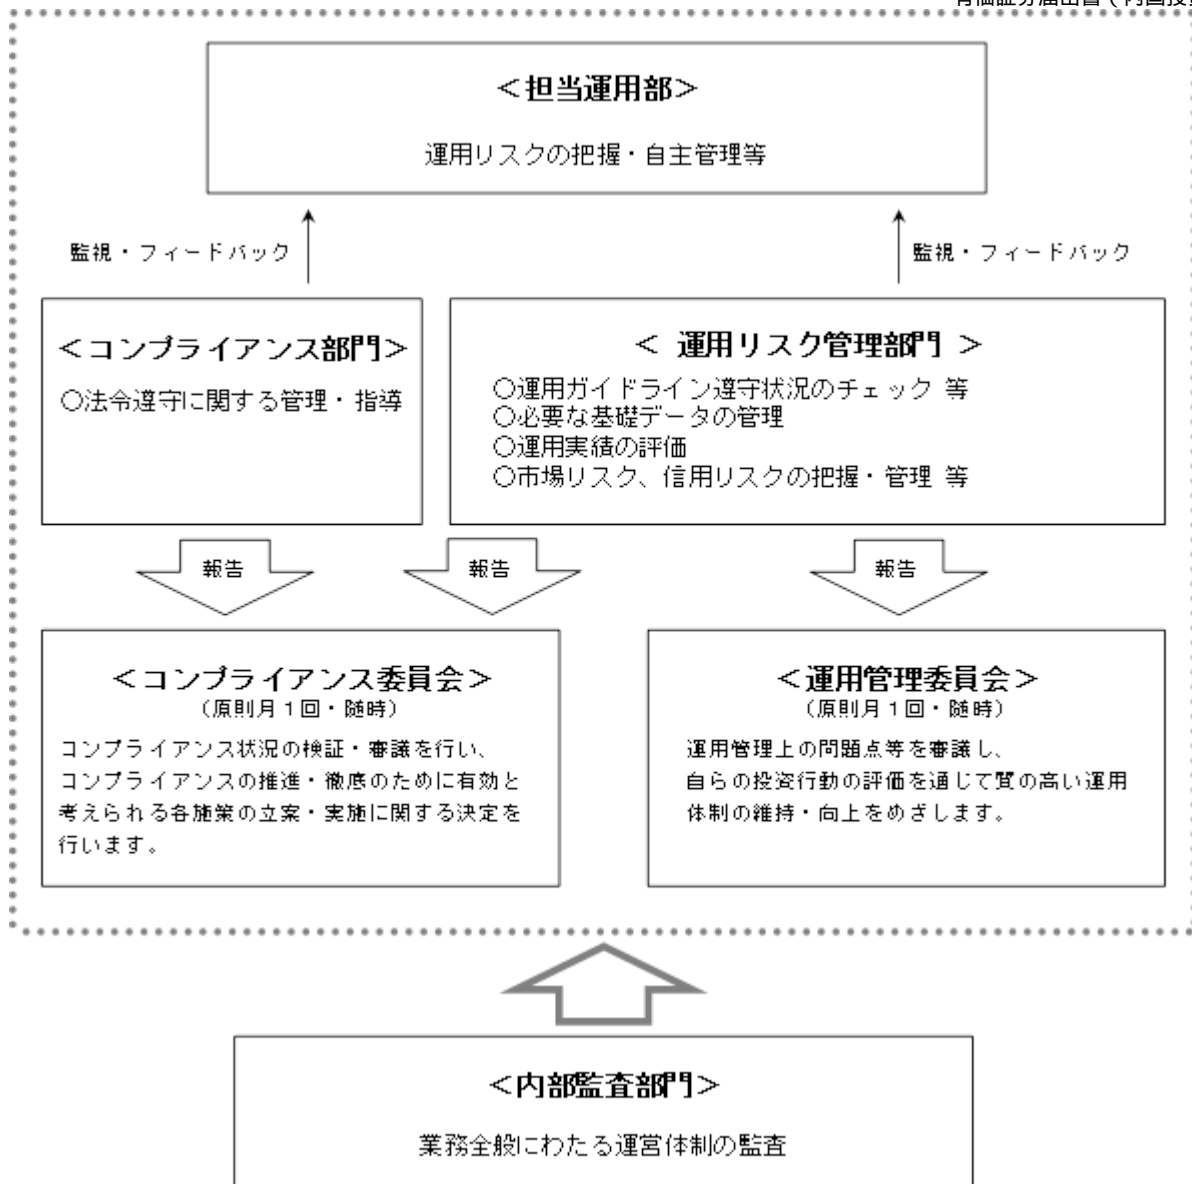 ＜担当運用部＞
運用リスクの把握・自主管理等
監視・フィードバック
監視・フィードバック
＜コンプライアンス部門＞
○法令遵守に関する管理・指導
＜ 運用リスク管理部門 ＞
○運用ガイドライン遵守状況のチェック 等
○必要な基礎データの管理
○運用実績の評価
○市場リスク、信用リスクの把握・管理 等
報告
報告
報告
＜コンプライアンス委員会＞
（原則月１回・随時）
コンプライアンス状況の検証・審議を行い、
コンプライアンスの推進・徹底のために有効と
考えられる各施策の立案・実施に関する決定を
行います。
＜運用管理委員会＞
（原則月１回・随時）
運用管理上の問題点等を審議し、
自らの投資行動の評価を通じて質の高い運用
体制の維持・向上をめざします。
＜内部監査部門＞
業務全般にわたる運営体制の監査